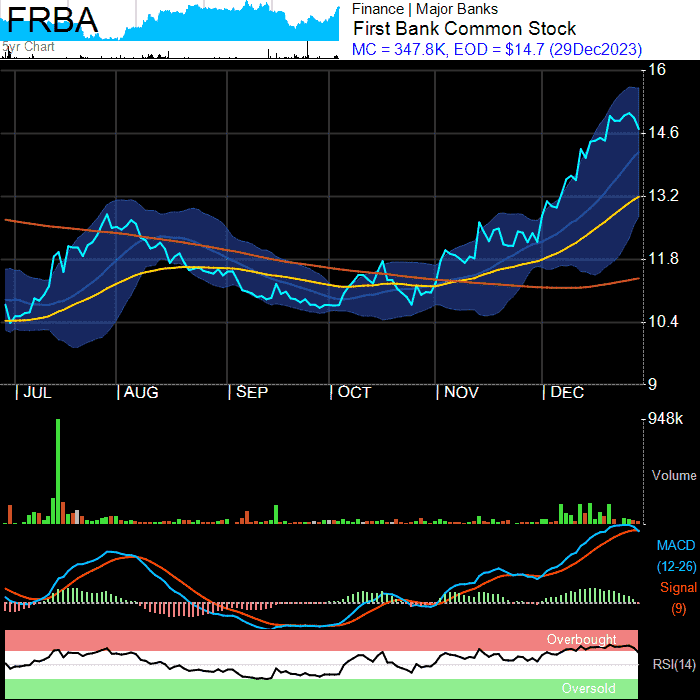 FRBA
5yr Chart
Finance | Major Banks
First Bank Common Stock
MC = 347.8K, EOD = $14.7 (29Dec2023)
16
14.6
13.2
11.8
10.4
9
JUL AUG SEP OCT NOV DEC
948k
Volume
MACD
(12-26)
Signal
(9)
Overbought
RSI(14)
Oversold